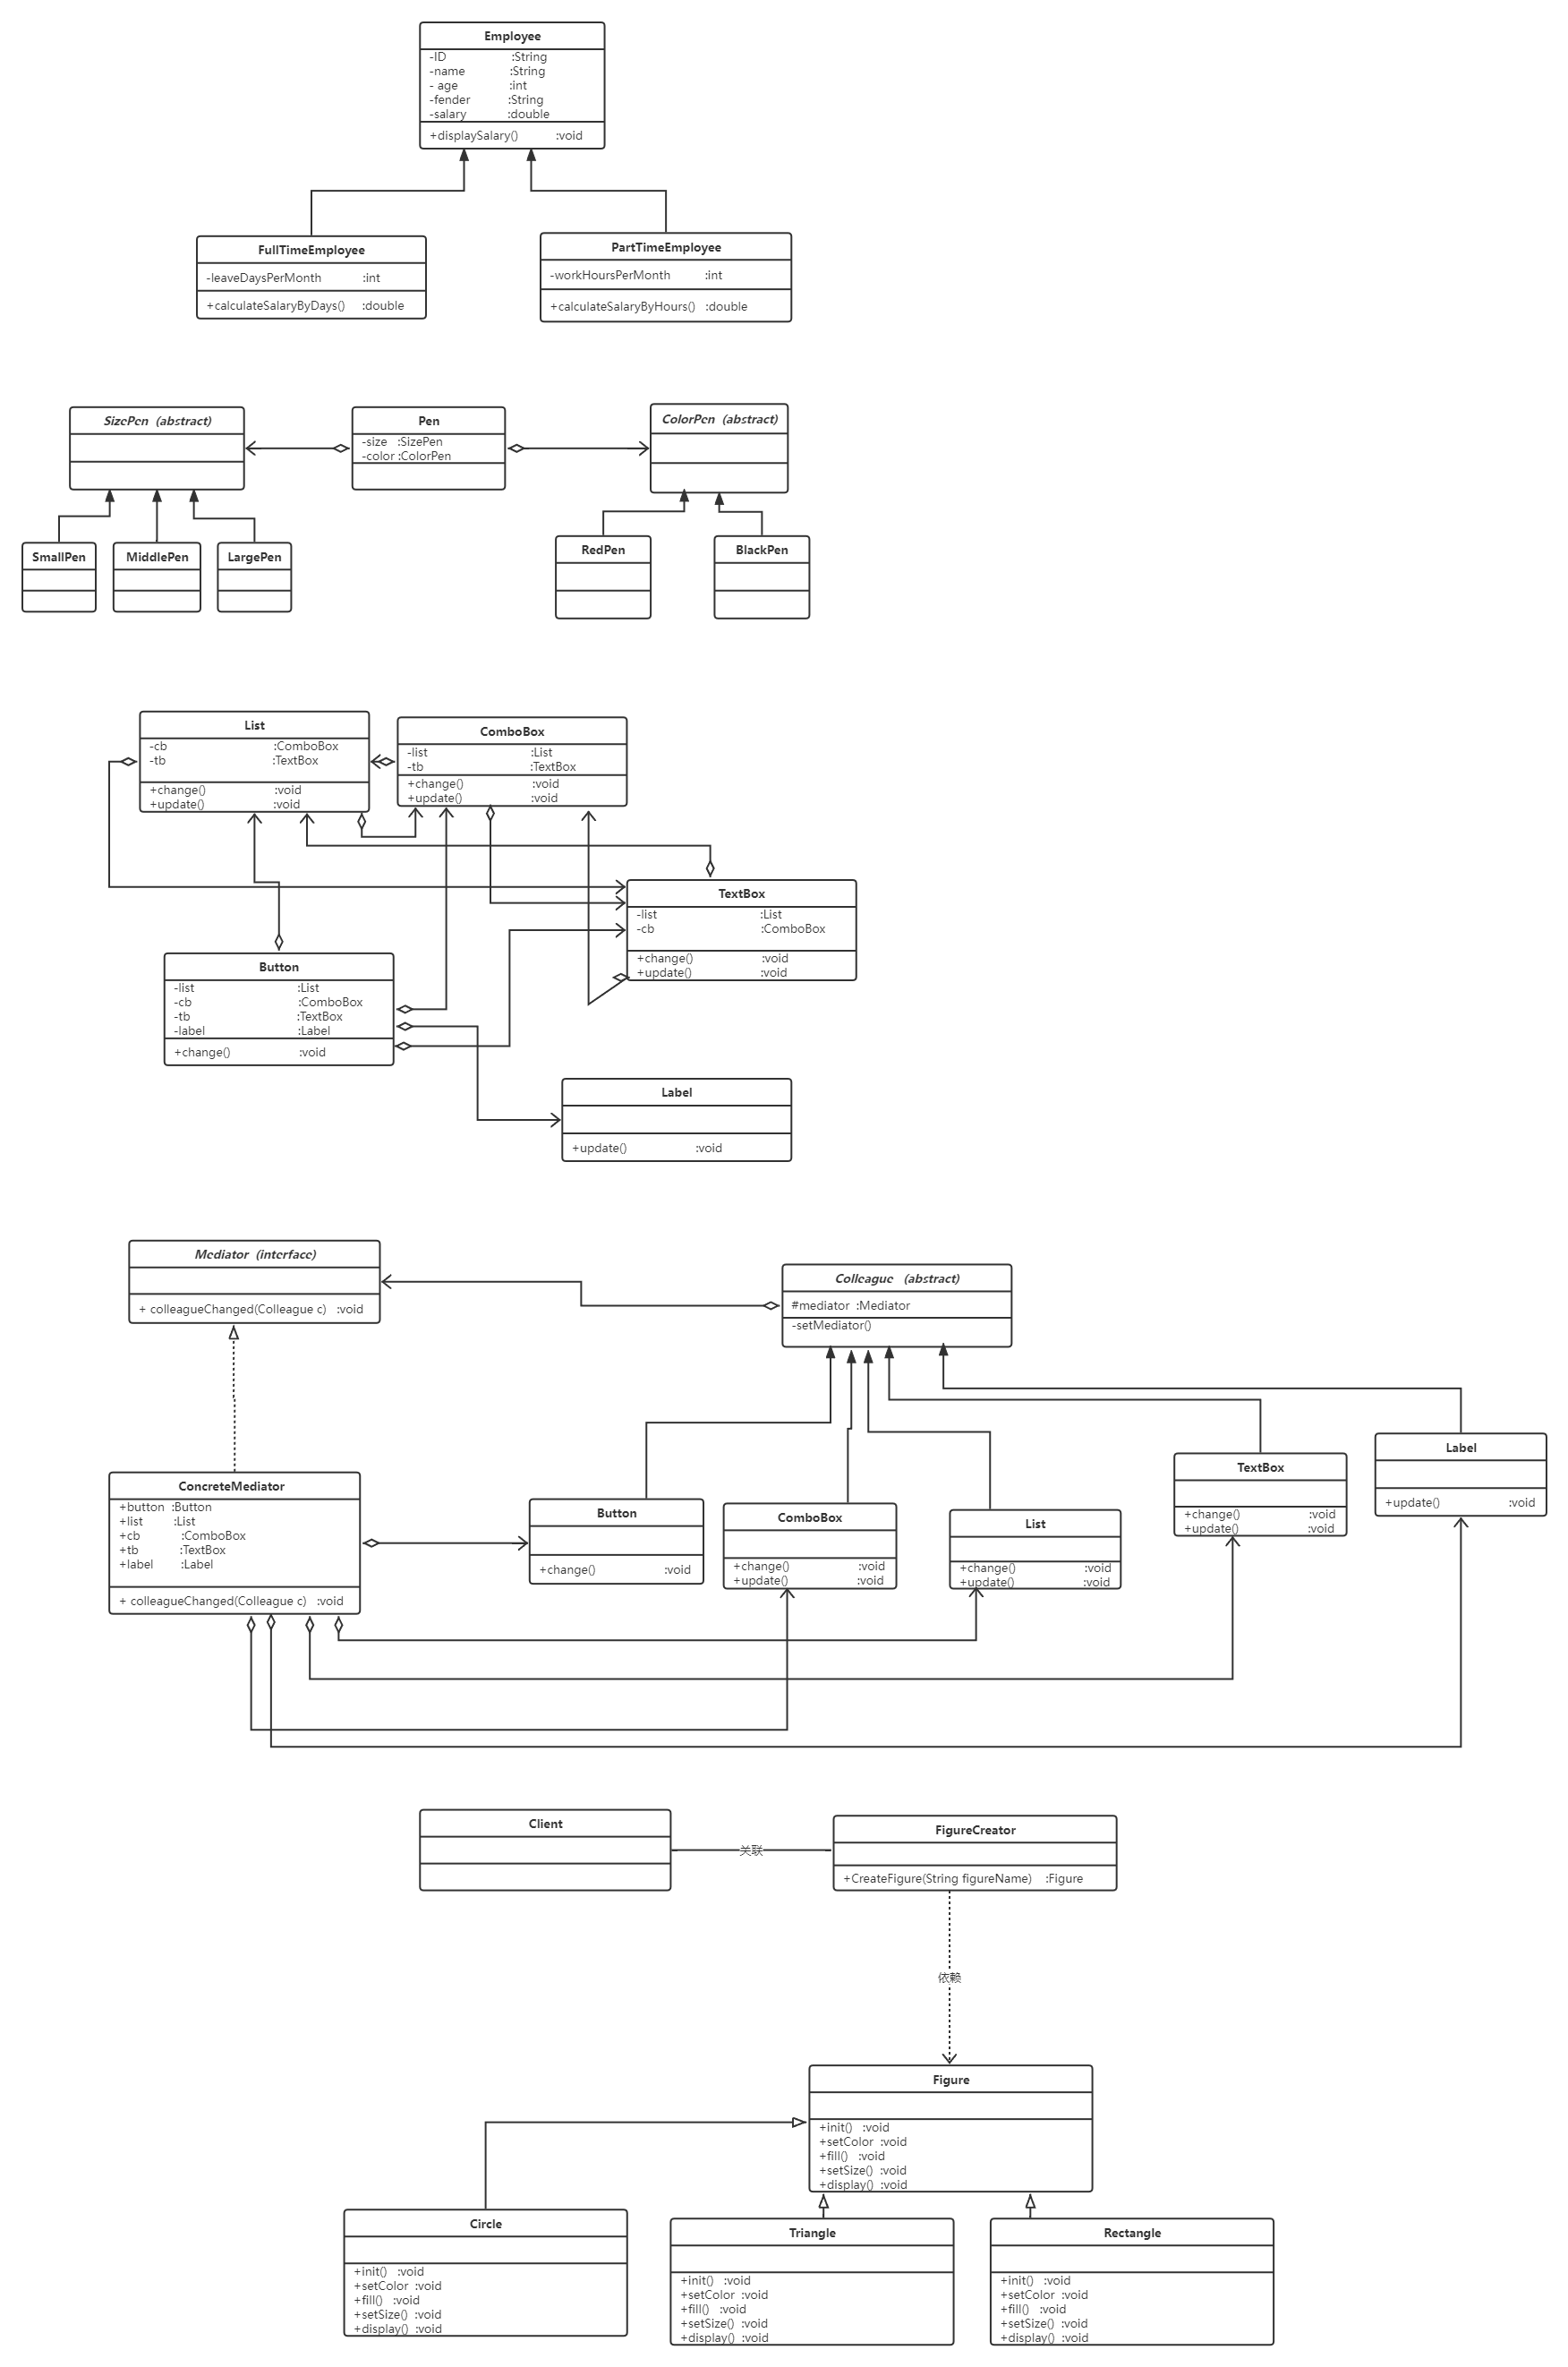 Employee
-ID :String
-name :String
- age :int
-fender :String
-salary :double
+displaySalary() :void
FullTimeEmployee
-leaveDaysPerMonth :int
+calculateSalaryByDays() :double
PartTimeEmployee
-workHoursPerMonth :int
+calculateSalaryByHours() :double
SizePen (abstract)
Pen
-size :SizePen
-color :ColorPen
ColorPen (abstract)
SmallPen
MiddlePen
LargePen
RedPen
BlackPen
List
-cb :ComboBox
-tb :TextBox
+change() :void
+update() :void
ComboBox
-list :List
-tb :TextBox
+change() :void
+update() :void
TextBox
-list :List
-cb :ComboBox
+change() :void
+update() :void
Button
-list :List
-cb :ComboBox
-tb :TextBox
-label :Label
+change() :void
Label
+update() :void
Mediator (interface)
+ colleagueChanged(Colleague c) :void
Colleague (abstract)
#mediator :Mediator
-setMediator()
ConcreteMediator
+button :Button
+list :List
+cb :ComboBox
+tb :TextBox
+label :Label
+ colleagueChanged(Colleague c) :void
Button
+change() :void
ComboBox
+change() :void
+update() :void
List
+change() :void
+update() :void
TextBox
+change() :void
+update() :void
Label
+update() :void
Client
关联
FigureCreator
+CreateFigure(String figureName) :Figure
依赖
Figure
+init() :void
+setColor :void
+fill() :void
+setSize() :void
+display() :void
Circle
+init() :void
+setColor :void
+fill() :void
+setSize() :void
+display() :void
Triangle
+init() :void
+setColor :void
+fill() :void
+setSize() :void
+display() :void
Rectangle
+init() :void
+setColor :void
+fill() :void
+setSize() :void
+display() :void